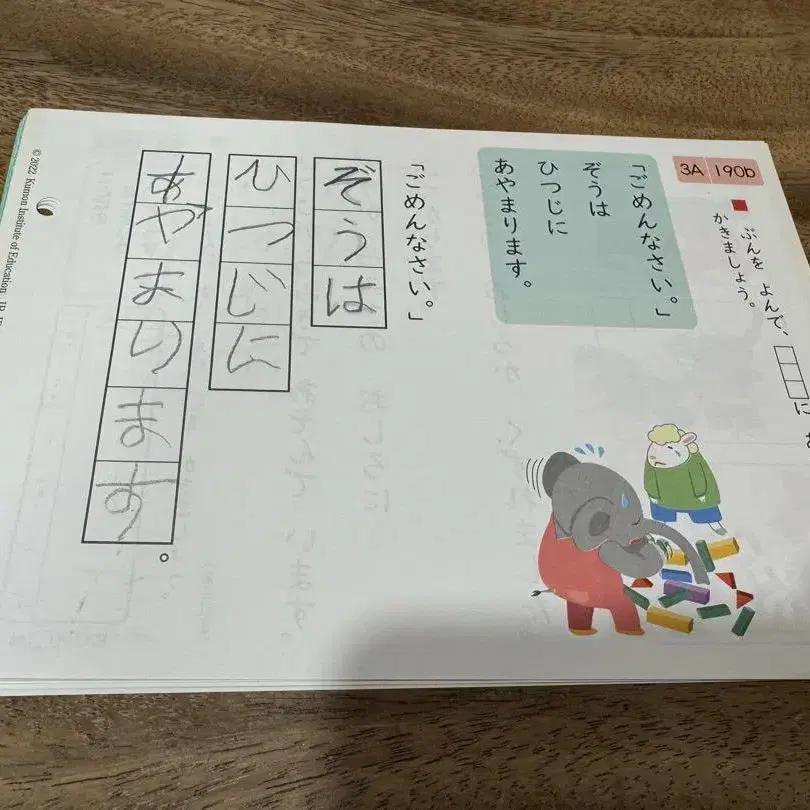 3A 190b
ぶんを よんで、
に
かきましょう。
「ごめんなさい。」
ぞうは
ひつじに
あやまります。
「ごめんなさい。」
ぞうは
ひつじに
あやまります。
© 2022 Kumon Institute of Education